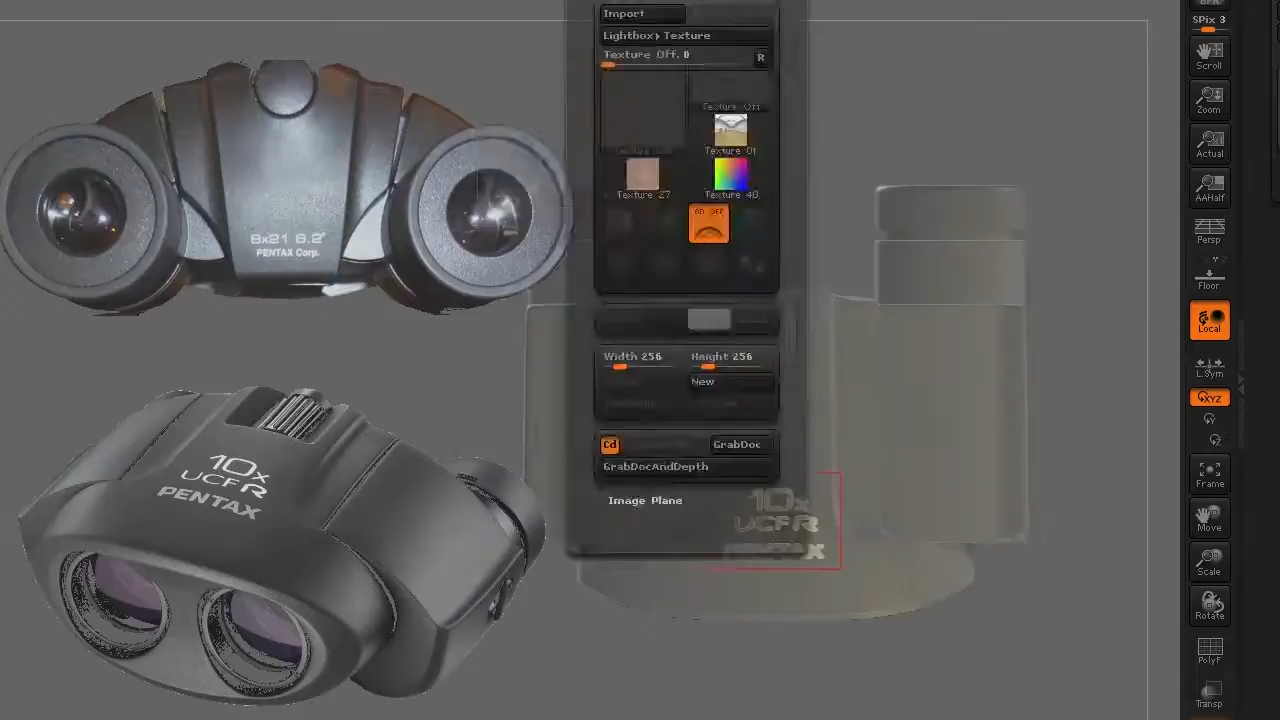 BPR
SPix 3
Import
Lightbox▸Texture
Texture Off. 0
R
Scroll
Texture Off
Texture 01
Texture 27
Texture 40
Zoom
Actual
AAHalf
Persp
Floor
Local
L.Sym
XYZ
Y
Z
Frame
Move
Scale
Rotate
PolyF
Transp
8x21 6.2°
PENTAX Corp.
Width 256
Height 256
New
Cd
GrabDoc
GrabDocAndDepth
Image Plane
10x
UCF R
PENTAX
10x
UCF R